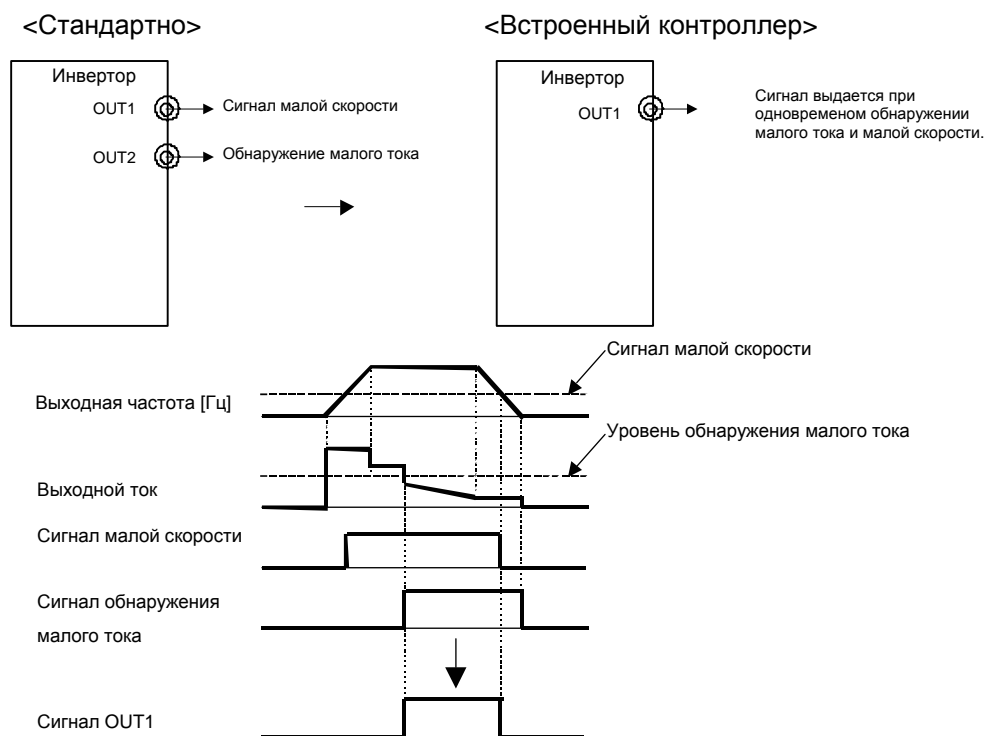 <Стандартно>
<Встроенный контроллер>
Инвертор
OUT1
Сигнал малой скорости
OUT2
Обнаружение малого тока
Инвертор
OUT1
Сигнал выдается при
одновременом обнаружении
малого тока и малой скорости.
Сигнал малой скорости
Выходная частота [Гц]
Уровень обнаружения малого тока
Выходной ток
Сигнал малой скорости
Сигнал обнаружения
малого тока
Сигнал OUT1